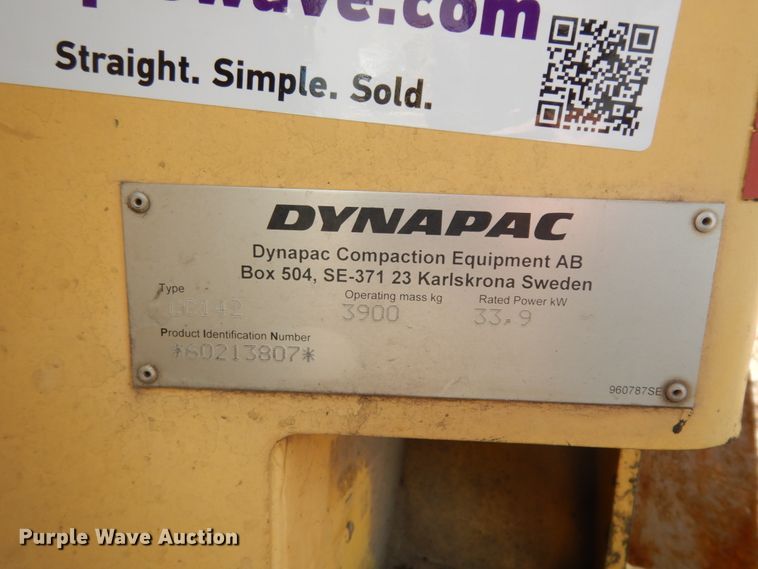 wave.com
Straight. Simple. Sold.
DYNAPAC
Dynapac Compaction Equipment AB
Box 504, SE-371 23 Karlskrona Sweden
Type
Operating mass kg
Rated Power kW
3900
33.9
Product Identification Number
*60213807*
960787SE
Purple Wave Auction